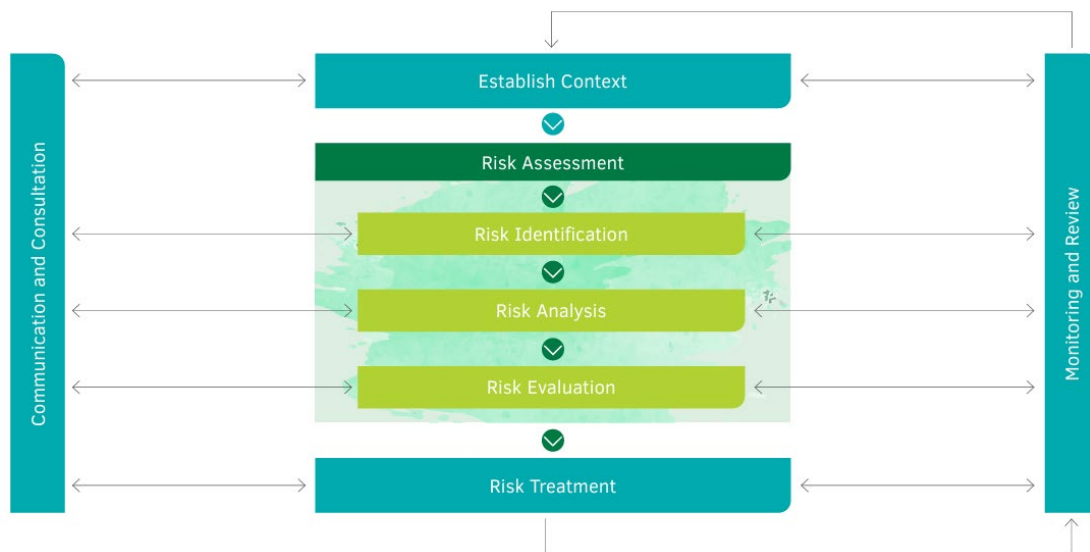 Establish Context
Risk Assessment
Communication and Consultation
Risk Identification
Risk Analysis
Risk Evaluation
Monitoring and Review
Risk Treatment